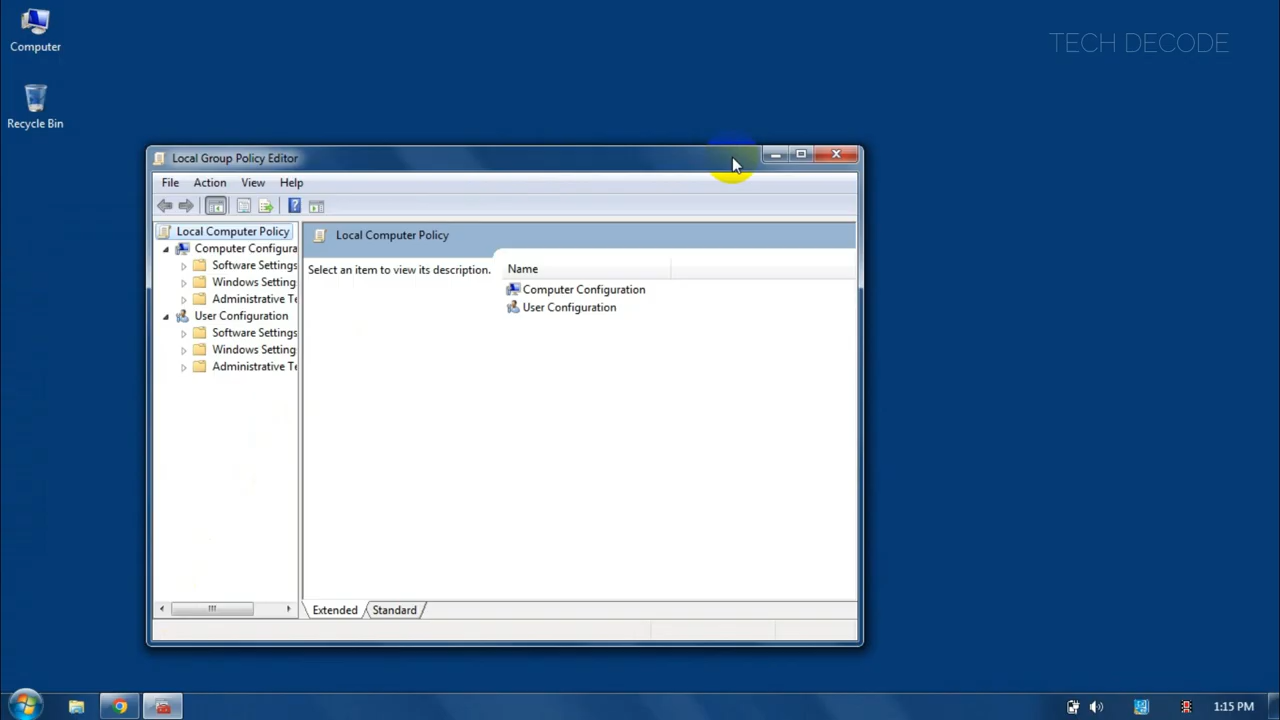 Computer
TECH DECODE
Recycle Bin
Local Group Policy Editor
File Action View Help
Local Computer Policy
Computer Configura
Software Settings
Windows Setting
Administrative Te
User Configuration
Software Settings
Windows Setting
Administrative Te
Local Computer Policy
Select an item to view its description.
Name
Computer Configuration
User Configuration
Extended Standard
1:15 PM